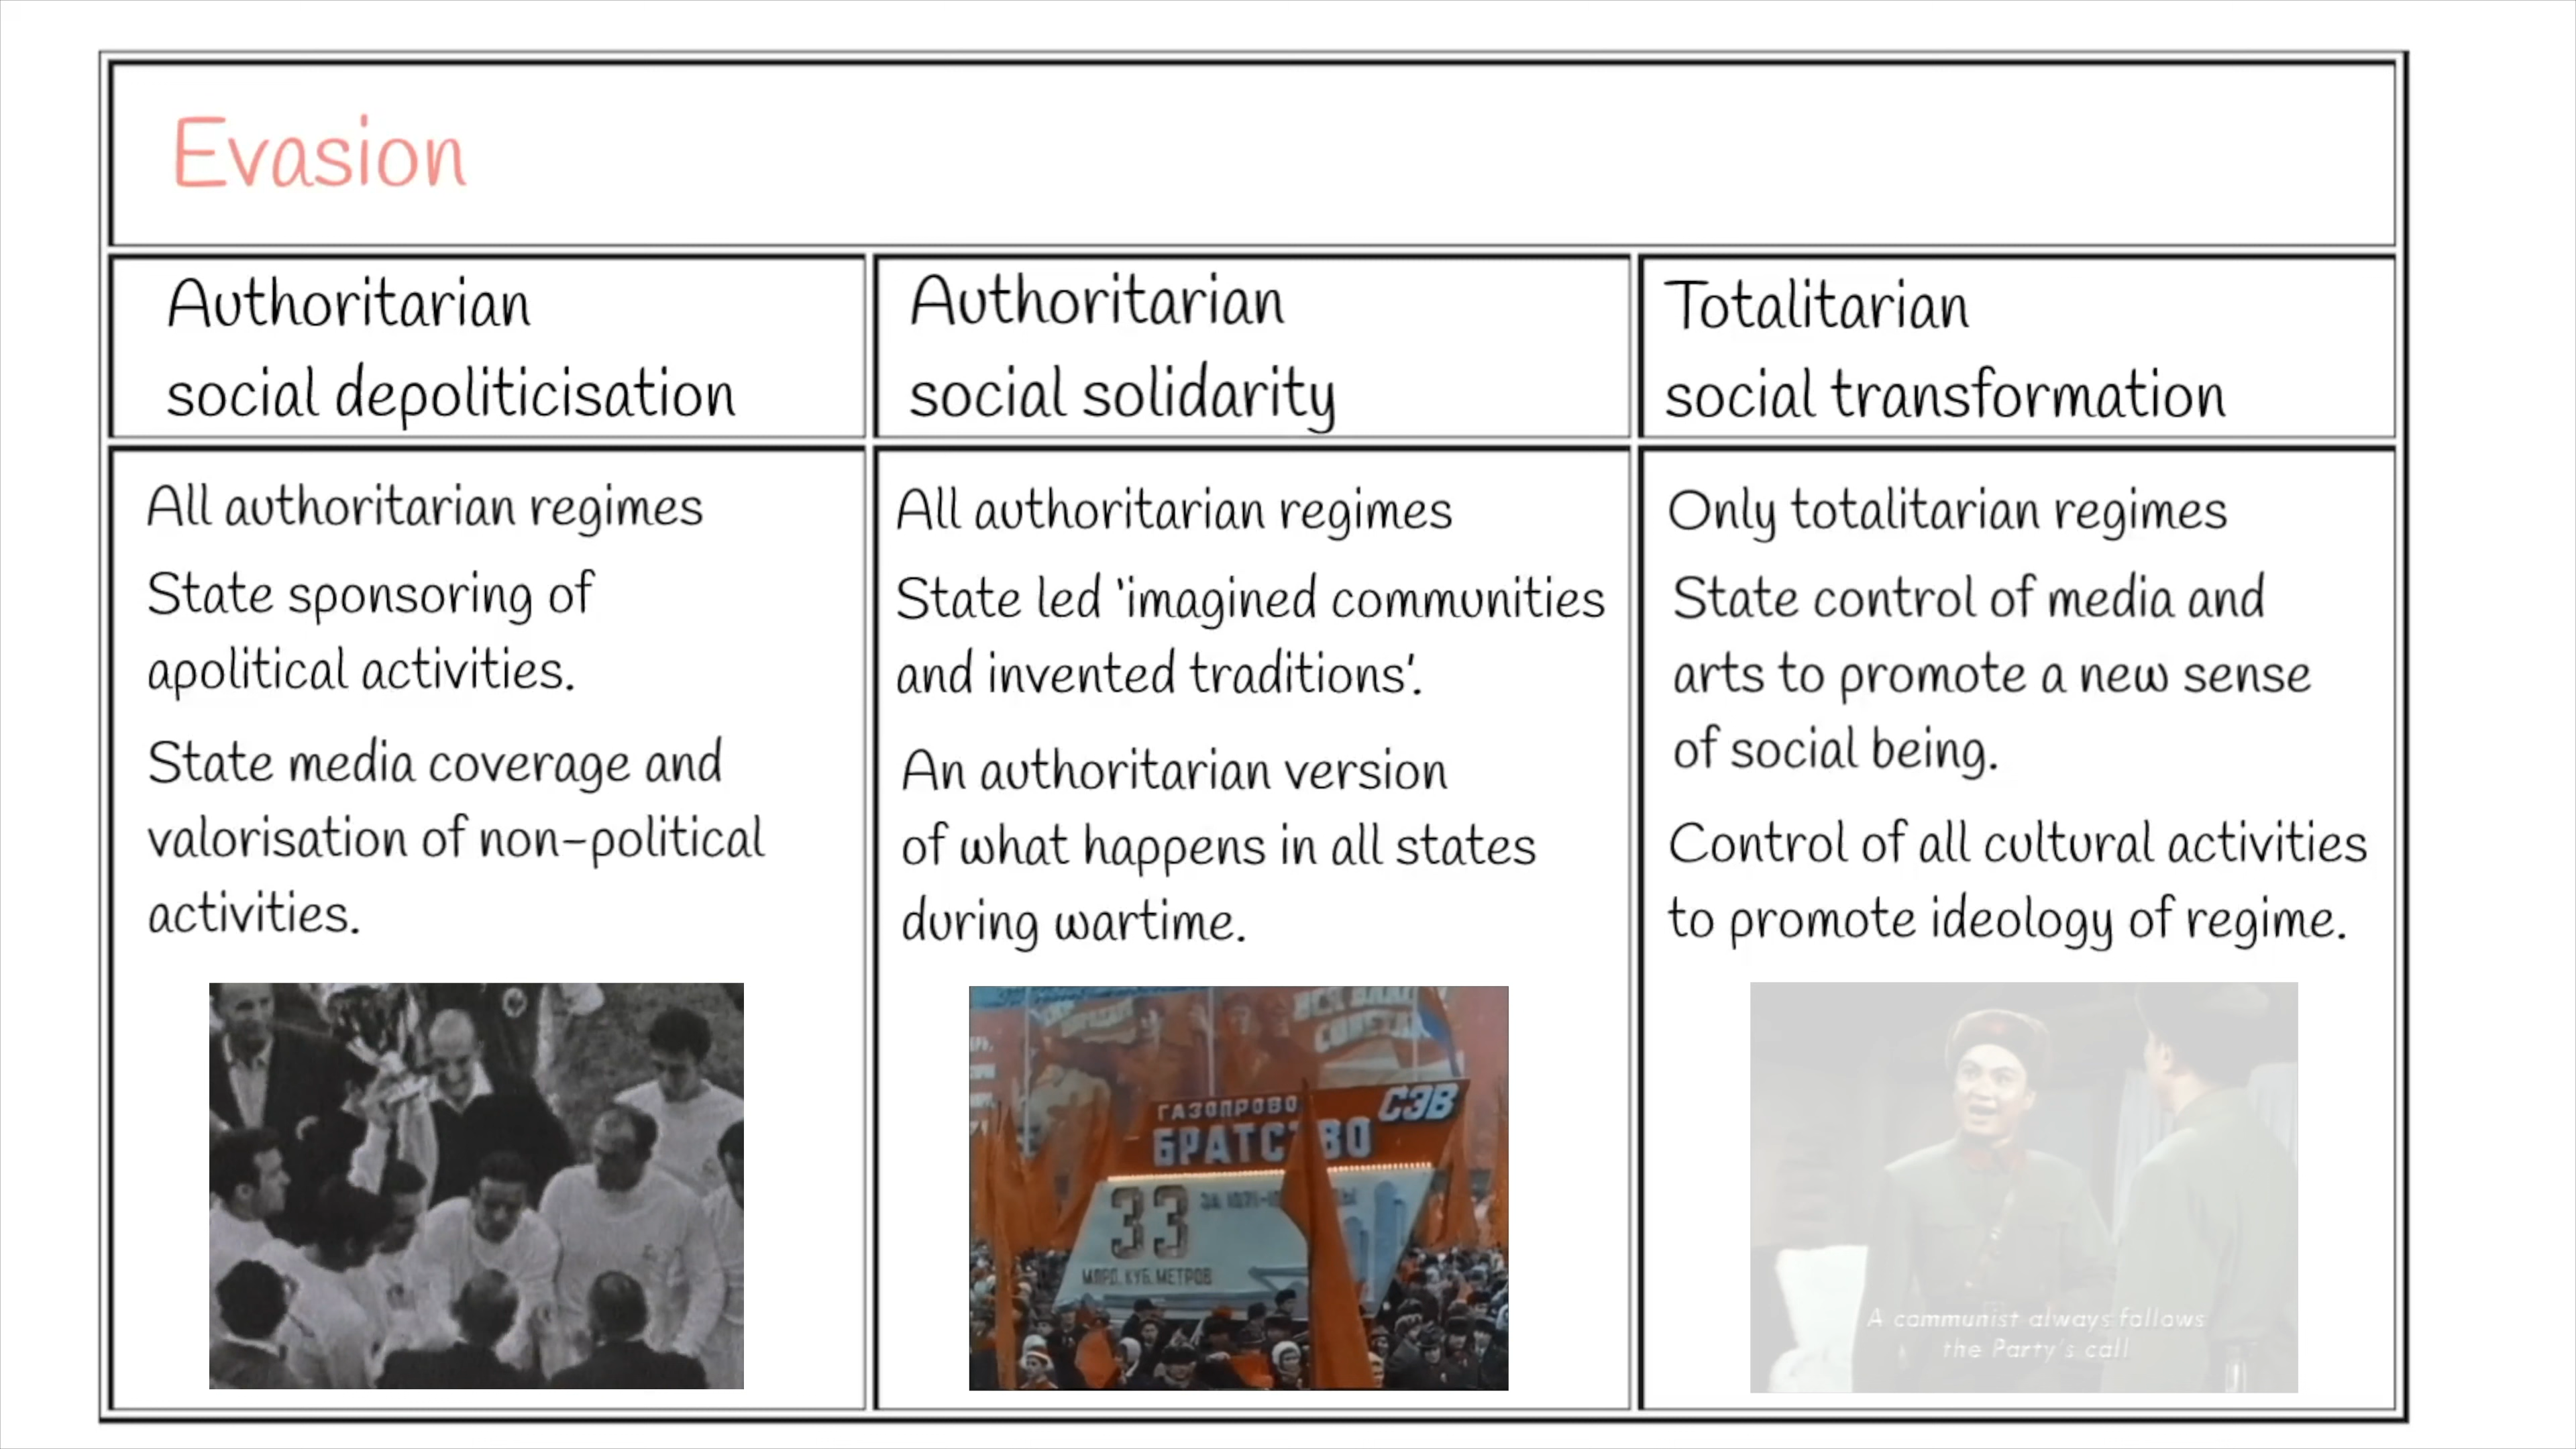 Evasion
Authoritarian
social depoliticisation
Authoritarian
social solidarity
Totalitarian
social transformation
All authoritarian regimes
State sponsoring of
apolitical activities.
State media coverage and
valorisation of non-political
activities.
All authoritarian regimes
State led 'imagined communities
and invented traditions'.
An authoritarian version
of what happens in all states
during wartime.
Only totalitarian regimes
State control of media and
arts to promote a new sense
of social being.
Control of all cultural activities
to promote ideology of regime.
СЭВ
ГАЗОПРОВО
БРАТС ВО
33
МЛРД. КУБ. МЕТРОВ
A communist always follows
the Party's call